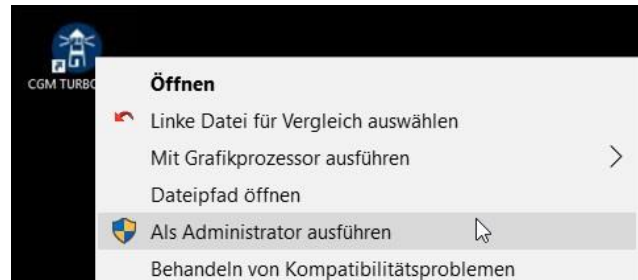 CGM TURBO
Öffnen
Linke Datei für Vergleich auswählen
Mit Grafikprozessor ausführen
Dateipfad öffnen
Als Administrator ausführen
Behandeln von Kompatibilitätsproblemen